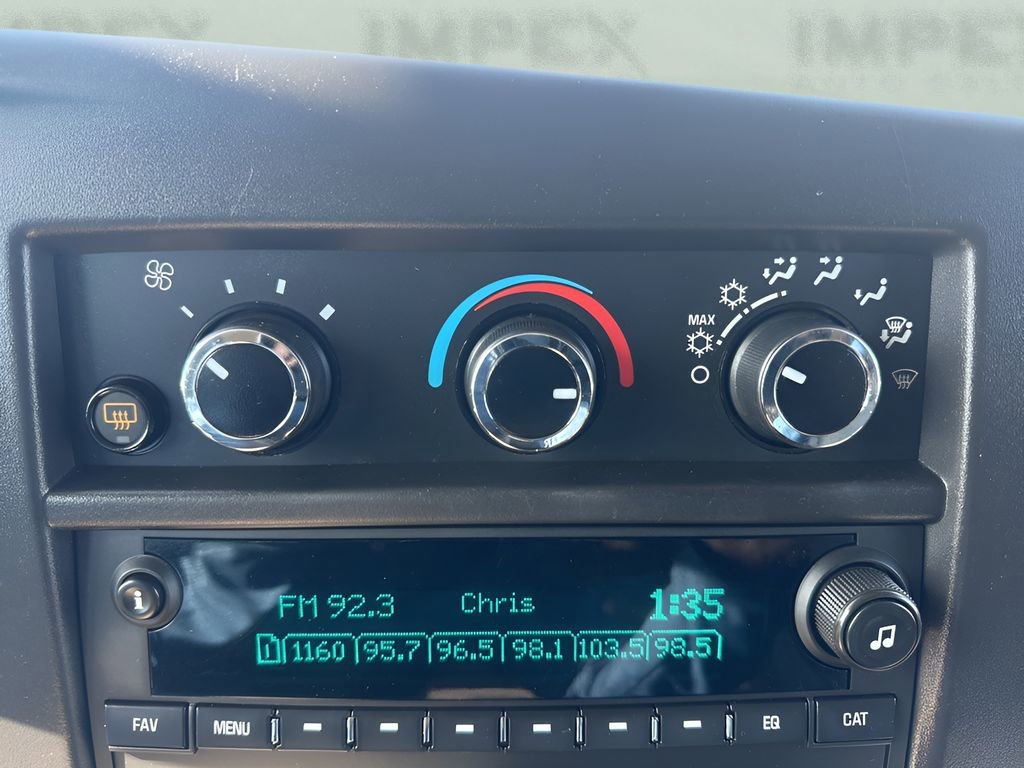 IMPEX
IMPEX
MAX
FM 92.3 Chris 1:35
1 1160 95.7 96.5 98.1 103.5 98.5
i
FAV MENU EQ CAT